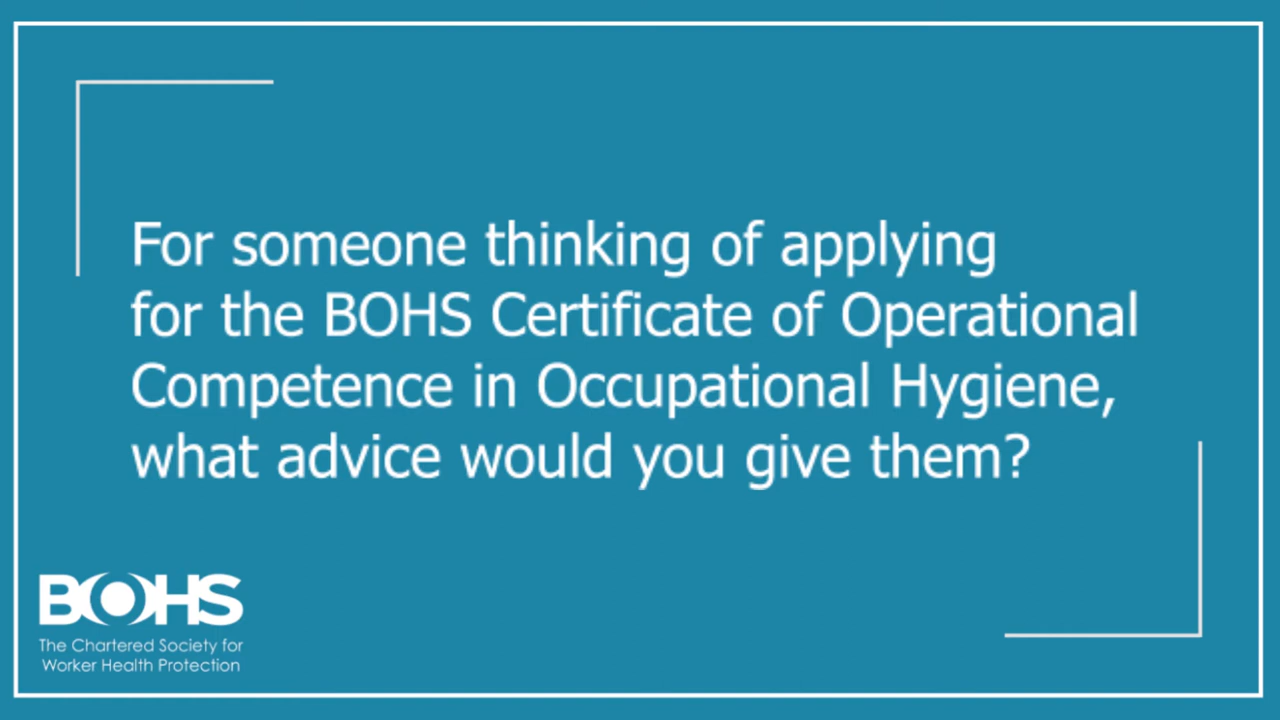 For someone thinking of applying
for the BOHS Certificate of Operational
Competence in Occupational Hygiene,
what advice would you give them?
BOHS
The Chartered Society for
Worker Health Protection